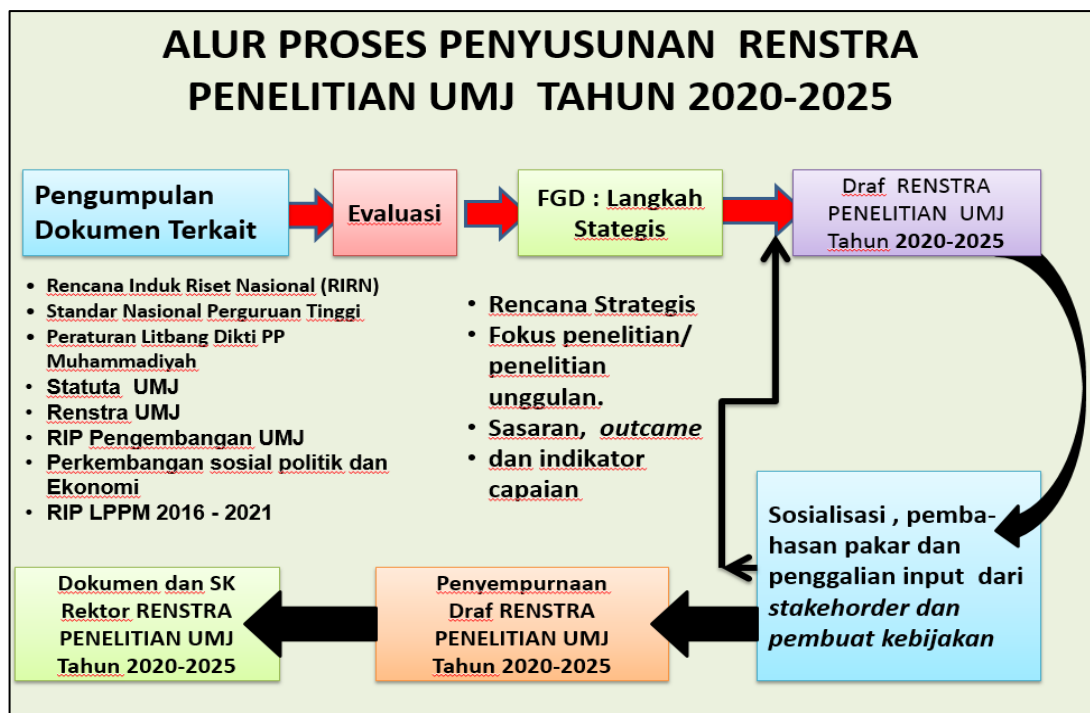 ALUR PROSES PENYUSUNAN RENSTRA
PENELITIAN UMJ TAHUN 2020-2025
Pengumpulan
Dokumen Terkait
Evaluasi
FGD : Langkah
Stategis
Draf RENSTRA
PENELITIAN UMJ
Tahun 2020-2025
• Rencana Induk Riset Nasional (RIRN)
• Standar Nasional Perguruan Tinggi
• Peraturan Litbang Dikti PP
Muhammadiyah
• Statuta UMJ
• Renstra UMJ
• RIP Pengembangan UMJ
• Perkembangan sosial politik dan
Ekonomi
• RIP LPPM 2016 - 2021
• Rencana Strategis
• Fokus penelitian/
penelitian
unggulan.
• Sasaran, outcame
• dan indikator
capaian
Sosialisasi , pemba-
hasan pakar dan
penggalian input dari
stakehorder dan
pembuat kebijakan
Penyempurnaan
Draf RENSTRA
PENELITIAN UMJ
Tahun 2020-2025
Dokumen dan SK
Rektor RENSTRA
PENELITIAN UMJ
Tahun 2020-2025